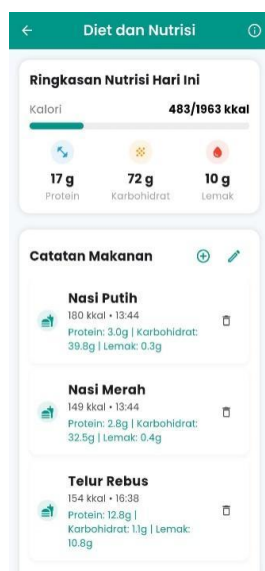 Diet dan Nutrisi
Ringkasan Nutrisi Hari Ini
Kalori 483/1963 kkal
17 g 72 g 10 g
Protein Karbohidrat Lemak
Catatan Makanan
Nasi Putih
180 kkal • 13:44
Protein: 3.0g | Karbohidrat:
39.8g | Lemak: 0.3g
Nasi Merah
149 kkal • 13:44
Protein: 2.8g | Karbohidrat:
32.5g | Lemak: 0.4g
Telur Rebus
154 kkal • 16:38
Protein: 12.8g |
Karbohidrat: 1.1g | Lemak:
10.8g